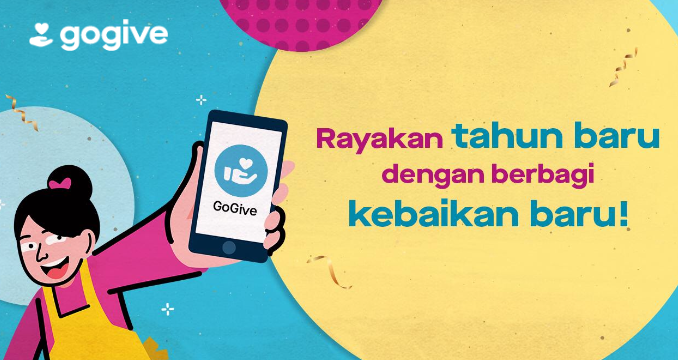 gogive
Rayakan tahun baru
dengan berbagi
kebaikan baru!
GoGive